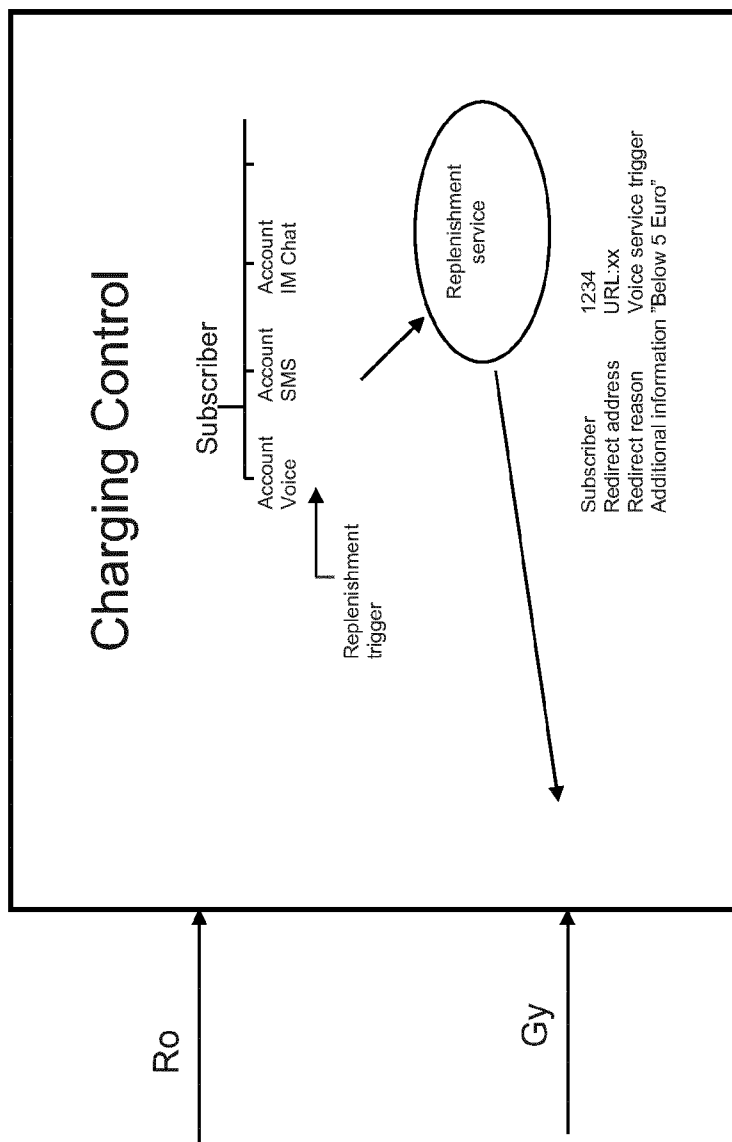 Charging Control
Subscriber
Account
Voice
Account
SMS
Account
IM Chat
Replenishment
trigger
Replenishment
service
Subscriber 1234
Redirect address URL:xx
Redirect reason Voice service trigger
Additional information "Below 5 Euro"
Ro
Gy